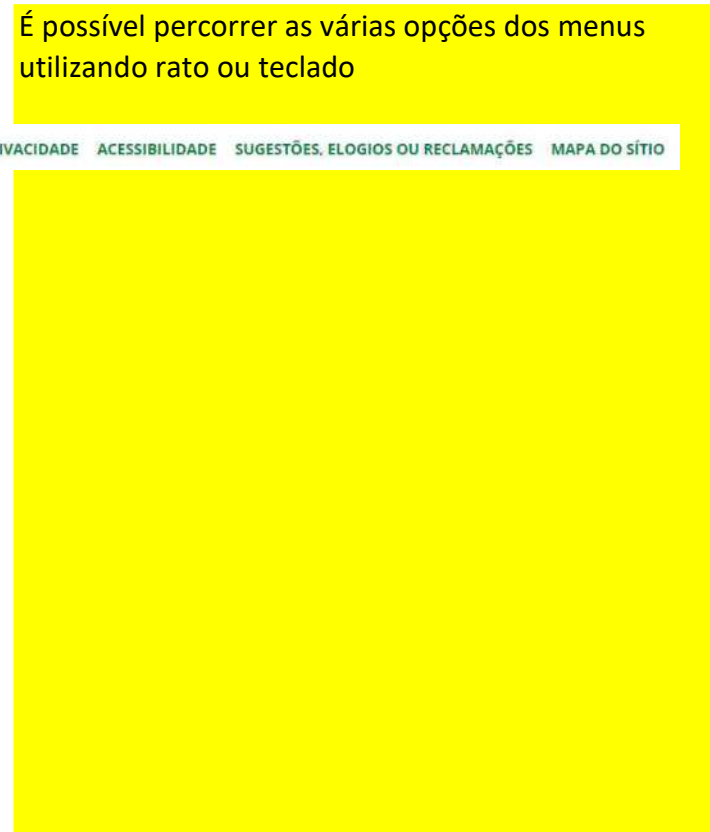 É possível percorrer as várias opções dos menus
utilizando rato ou teclado
IVACIDADE ACESSIBILIDADE SUGESTÕES, ELOGIOS OU RECLAMAÇÕES MAPA DO SÍTIO